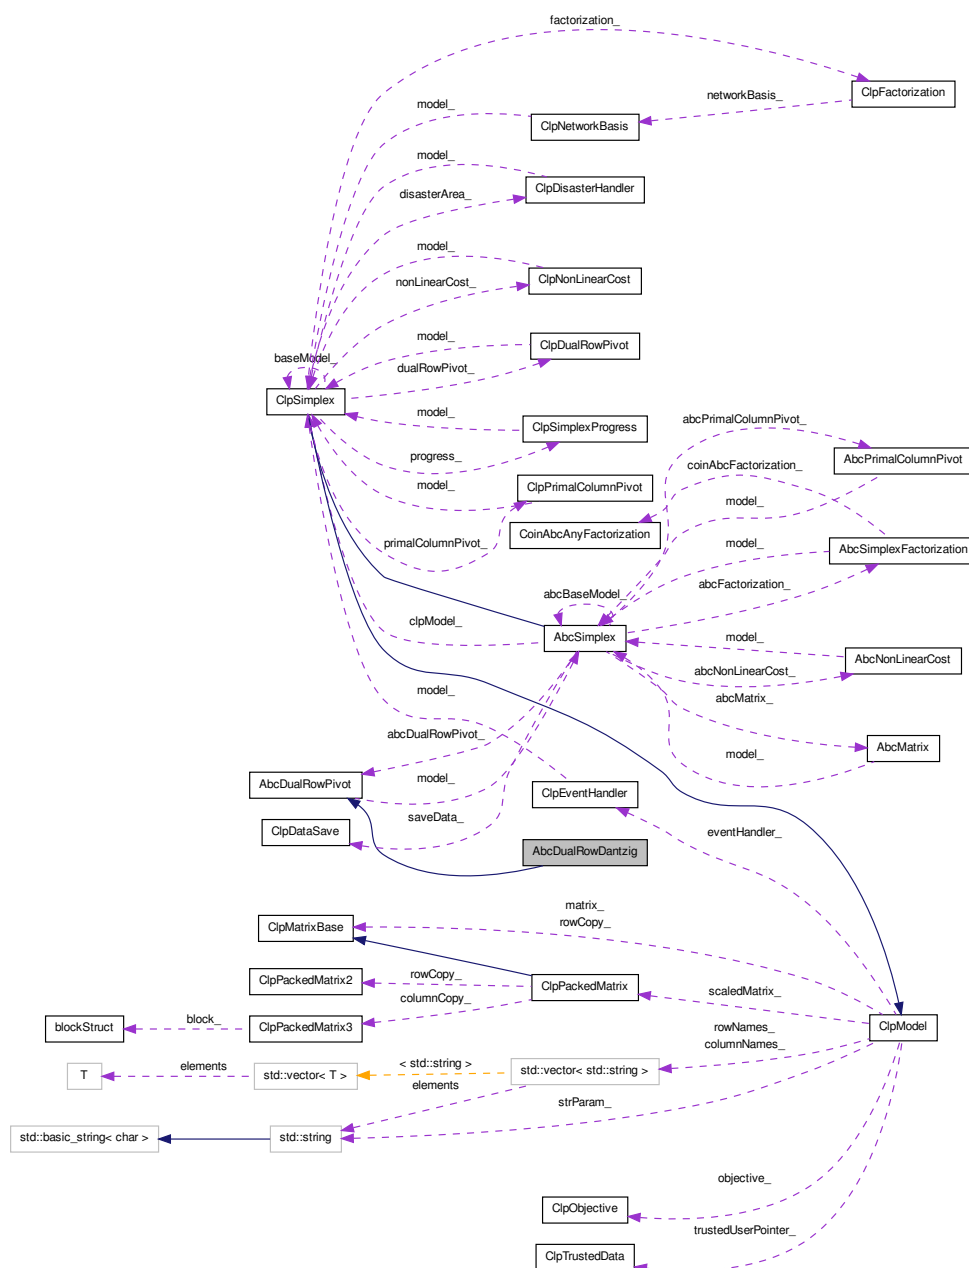 factorization_
ClpFactorization
networkBasis_
model_
ClpNetworkBasis
model_
ClpDisasterHandler
disasterArea_
model_
ClpNonLinearCost
nonLinearCost_
model_
ClpDualRowPivot
baseModel_
dualRowPivot_
ClpSimplex
model_
ClpSimplexProgress
abcPrimalColumnPivot_
progress_
AbcPrimalColumnPivot
coinAbcFactorization_
model_
ClpPrimalColumnPivot
model_
CoinAbcAnyFactorization
primalColumnPivot_
model_
AbcSimplexFactorization
abcFactorization_
abcBaseModel_
clpModel_
AbcSimplex
model_
AbcNonLinearCost
abcNonLinearCost_
model_
abcMatrix_
abcDualRowPivot_
AbcMatrix
model_
AbcDualRowPivot
model_
ClpEventHandler
saveData_
ClpDataSave
eventHandler_
AbcDualRowDantzig
matrix_
rowCopy_
ClpMatrixBase
rowCopy_
ClpPackedMatrix2
ClpPackedMatrix
scaledMatrix_
columnCopy_
block_
blockStruct
ClpPackedMatrix3
ClpModel
rowNames_
columnNames_
elements
< std::string >
T
std::vector< T >
std::vector< std::string >
elements
strParam_
std::basic_string< char >
std::string
objective_
ClpObjective
trustedUserPointer_
ClpTrustedData